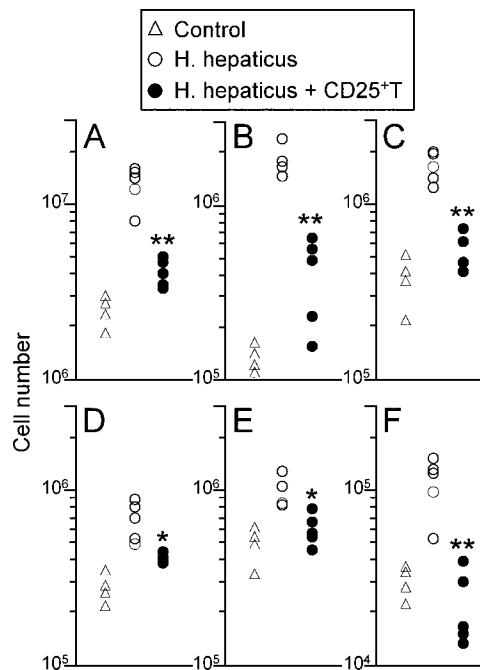 △ Control
○ H. hepaticus
● H. hepaticus + CD25⁺T
Cell number
A
10⁷
10⁶
**
B
10⁶
10⁵
**
C
10⁶
10⁵
**
D
10⁶
10⁵
*
E
10⁶
10⁵
*
F
10⁵
10⁴
**